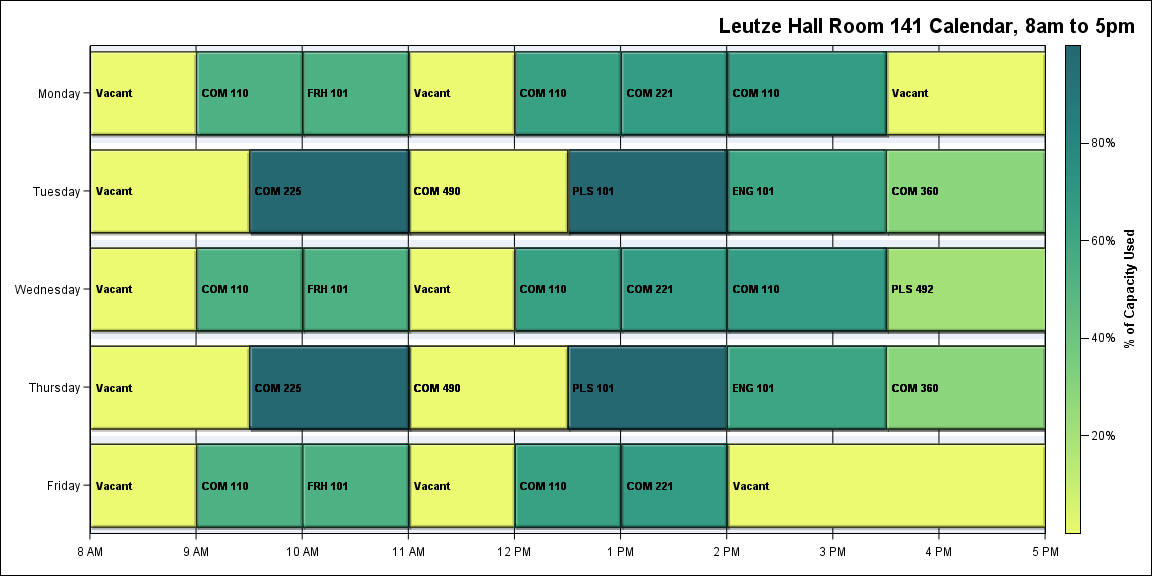 Leutze Hall Room 141 Calendar, 8am to 5pm
Monday
Vacant
COM 110
FRH 101
Vacant
COM 110
COM 221
COM 110
Vacant
Tuesday
Vacant
COM 225
COM 490
PLS 101
ENG 101
COM 360
Wednesday
Vacant
COM 110
FRH 101
Vacant
COM 110
COM 221
COM 110
PLS 492
Thursday
Vacant
COM 225
COM 490
PLS 101
ENG 101
COM 360
Friday
Vacant
COM 110
FRH 101
Vacant
COM 110
COM 221
Vacant
8 AM
9 AM
10 AM
11 AM
12 PM
1 PM
2 PM
3 PM
4 PM
5 PM
80%
60%
40%
20%
% of Capacity Used